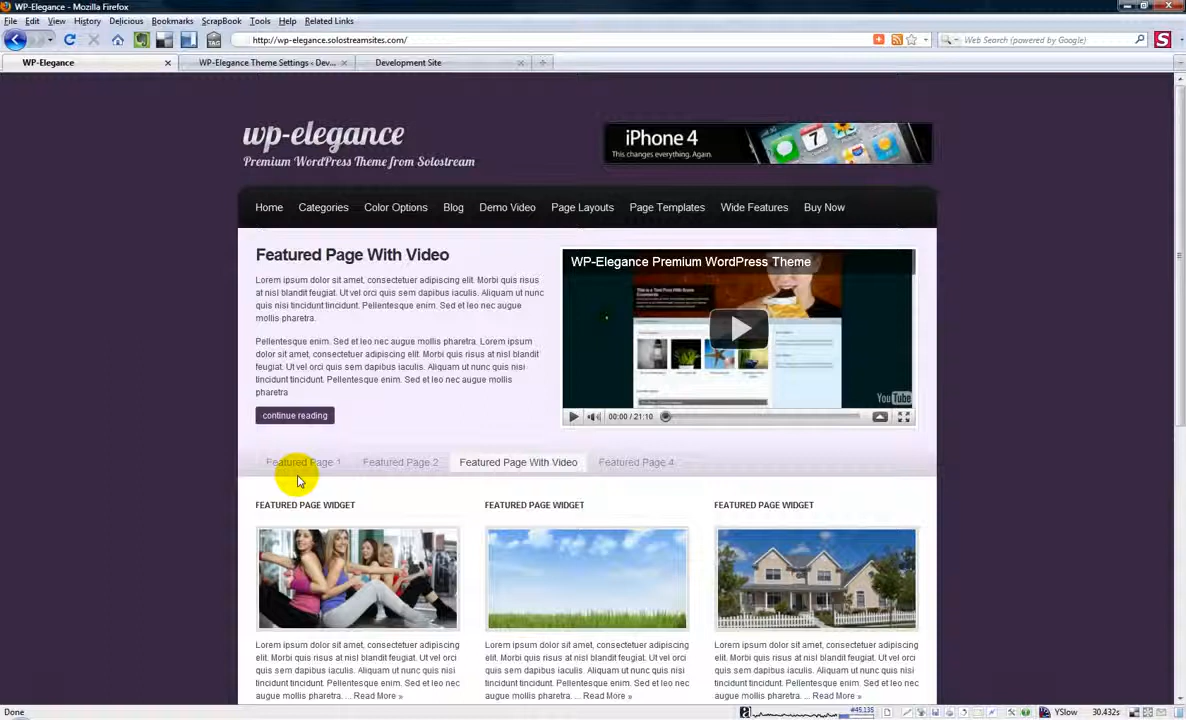 WP-Elegance - Mozilla Firefox
File Edit View History Delicious Bookmarks ScrapBook Tools Help Related Links
http://wp-elegance.solostreamsites.com/
Web Search (powered by Google)
WP-Elegance
WP-Elegance Theme Settings ‹ Dev...
Development Site
wp-elegance
Premium WordPress Theme from Solostream
iPhone 4
This changes everything. Again.
Home Categories Color Options Blog Demo Video Page Layouts Page Templates Wide Features Buy Now
Featured Page With Video
Lorem ipsum dolor sit amet, consectetuer adipiscing elit. Morbi quis risus
at nisl blandit feugiat. Ut vel orci quis sem dapibus iaculis. Aliquam ut nunc
quis nisi tincidunt tincidunt. Pellentesque enim. Sed et leo nec augue
mollis pharetra.
Pellentesque enim. Sed et leo nec augue mollis pharetra. Lorem ipsum
dolor sit amet, consectetuer adipiscing elit. Morbi quis risus at nisl
blandit feugiat. Ut vel orci quis sem dapibus iaculis. Aliquam ut nunc quis nisi
tincidunt tincidunt. Pellentesque enim. Sed et leo nec augue mollis
pharetra
continue reading
WP-Elegance Premium WordPress Theme
YouTube
00:00 / 21:10
Featured Page 1 Featured Page 2 Featured Page With Video Featured Page 4
FEATURED PAGE WIDGET
Lorem ipsum dolor sit amet, consectetuer adipiscing
elit. Morbi quis risus at nisl blandit feugiat. Ut vel orci
quis sem dapibus iaculis. Aliquam ut nunc quis nisi
tincidunt tincidunt. Pellentesque enim. Sed et leo nec
augue mollis pharetra. ... Read More »
FEATURED PAGE WIDGET
Lorem ipsum dolor sit amet, consectetuer adipiscing
elit. Morbi quis risus at nisl blandit feugiat. Ut vel orci
quis sem dapibus iaculis. Aliquam ut nunc quis nisi
tincidunt tincidunt. Pellentesque enim. Sed et leo nec
augue mollis pharetra. ... Read More »
FEATURED PAGE WIDGET
Lorem ipsum dolor sit amet, consectetuer adipiscing
elit. Morbi quis risus at nisl blandit feugiat. Ut vel orci
quis sem dapibus iaculis. Aliquam ut nunc quis nisi
tincidunt tincidunt. Pellentesque enim. Sed et leo nec
augue mollis pharetra. ... Read More »
Done
#45,135
YSlow 30.432s